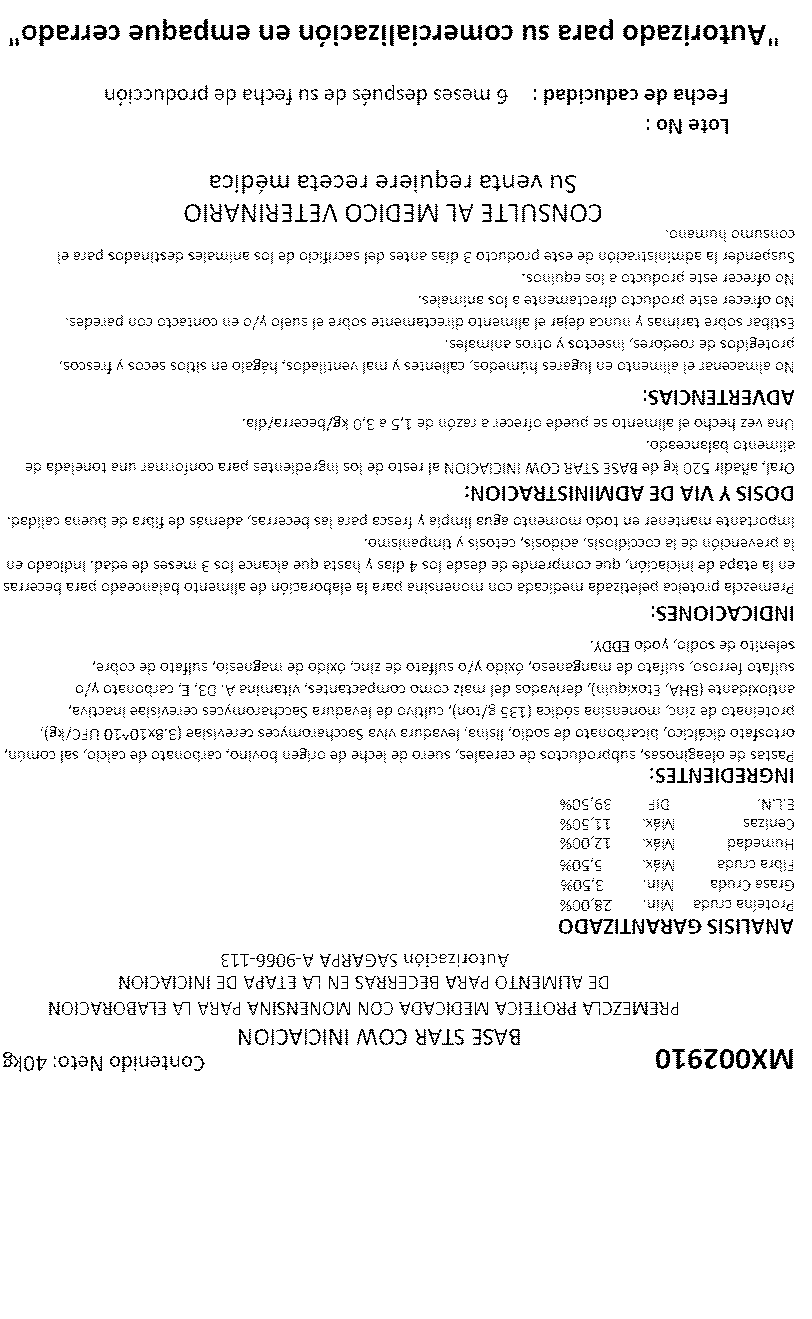 MX002910
Contenido Neto: 40kg
BASE STAR COW INICIACION
PREMEZCLA PROTEICA MEDICADA CON MONENSINA PARA LA ELABORACION
DE ALIMENTO PARA BECERRAS EN LA ETAPA DE INICIACION
Autorización SAGARPA A-9066-113
ANALISIS GARANTIZADO
Proteína cruda Min. 28,00%
Grasa Cruda Min. 3,50%
Fibra cruda Máx. 5,50%
Humedad Máx. 12,00%
Cenizas Máx. 11,50%
E.L.N. DIF 39,50%
INGREDIENTES:
Pastas de oleaginosas, subproductos de cereales, suero de leche de origen bovino, carbonato de calcio, sal común,
ortosfato dicálcico, bicarbonato de sodio, lisina, levadura viva Saccharomyces cerevisiae (3.8x10^10 UFC/kg).
proteinato de zinc, monensina sódica (135 g/ton), cultivo de levadura Saccharomyces cerevisiae inactiva,
antioxidante (BHA, Etoxiquin), derivados del maíz como compactantes, vitamina A, D3, E, carbonato y/o
sulfato ferroso, sulfato de manganeso, óxido y/o sulfato de zinc, óxido de magnesio, sulfato de cobre,
selenito de sodio, yodo EDDY.
INDICACIONES:
Premezcla proteica peletizada medicada con monensina para la elaboración de alimento balanceado para becerras
en la etapa de iniciación, que comprende de desde los 4 días y hasta que alcance los 3 meses de edad. Indicado en
la prevención de la coccidiosis, acidosis, cetosis y timpanismo.
Importante mantener en todo momento agua limpia y fresca para las becerras, además de fibra de buena calidad.
DOSIS Y VIA DE ADMINISTRACION:
Oral, añadir 520 kg de BASE STAR COW INICIACION al resto de los ingredientes para conformar una tonelada de
alimento balanceado.
Una vez hecho el alimento se puede ofrecer a razón de 1,5 a 3,0 kg/becerra/día.
ADVERTENCIAS:
No almacenar el alimento en lugares húmedos, calientes y mal ventilados, hágalo en sitios secos y frescos,
protegidos de roedores, insectos y otros animales.
Estibar sobre tarimas y nunca dejar el alimento directamente sobre el suelo y/o en contacto con paredes.
No ofrecer este producto directamente a los animales.
No ofrecer este producto a los equinos.
Suspender la administración de este producto 3 días antes del sacrificio de los animales destinados para el
consumo humano.
CONSULTE AL MEDICO VETERINARIO
Su venta requiere receta médica
Lote No :
Fecha de caducidad : 6 meses después de su fecha de producción
"Autorizado para su comercialización en empaque cerrado"